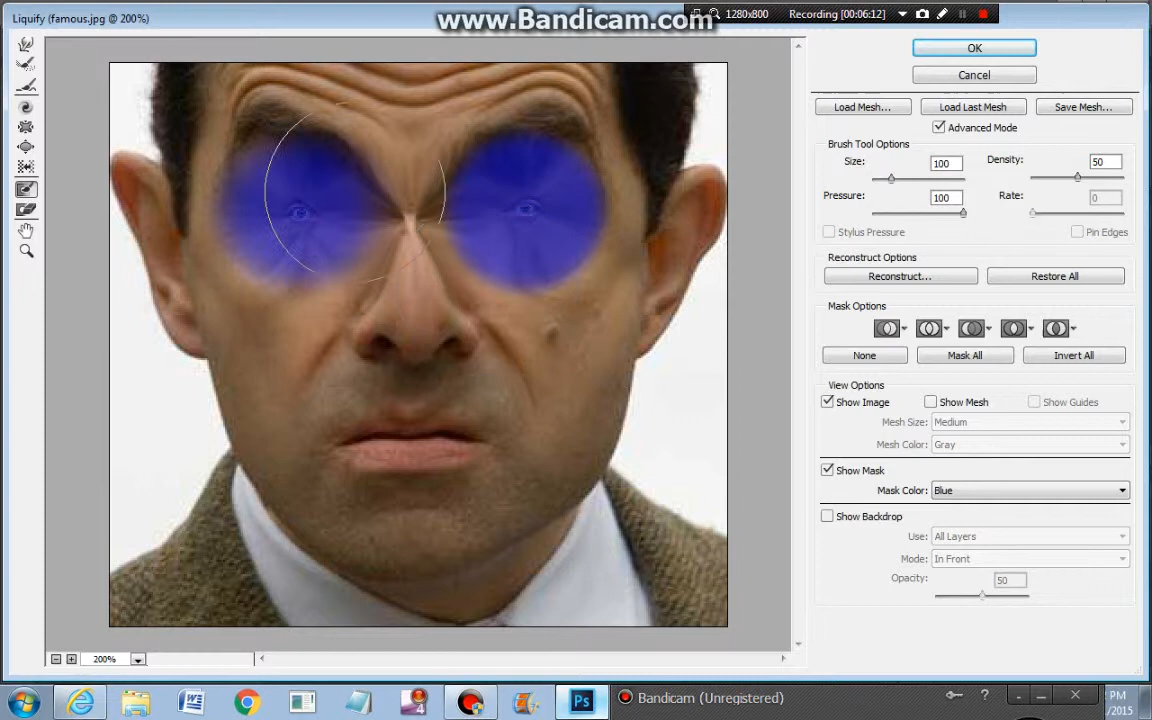 Liquify (famous.jpg @ 200%)
www.Bandicam.com
1280x800
Recording [00:06:12]
OK
Cancel
Load Mesh...
Load Last Mesh
Save Mesh...
Advanced Mode
Brush Tool Options
Size: 100
Density: 50
Pressure: 100
Rate: 0
Stylus Pressure
Pin Edges
Reconstruct Options
Reconstruct...
Restore All
Mask Options
None
Mask All
Invert All
View Options
Show Image
Show Mesh
Show Guides
Mesh Size: Medium
Mesh Color: Gray
Show Mask
Mask Color: Blue
Show Backdrop
Use: All Layers
Mode: In Front
Opacity: 50
200%
W
4
Ps
Bandicam (Unregistered)
?
PM
/2015